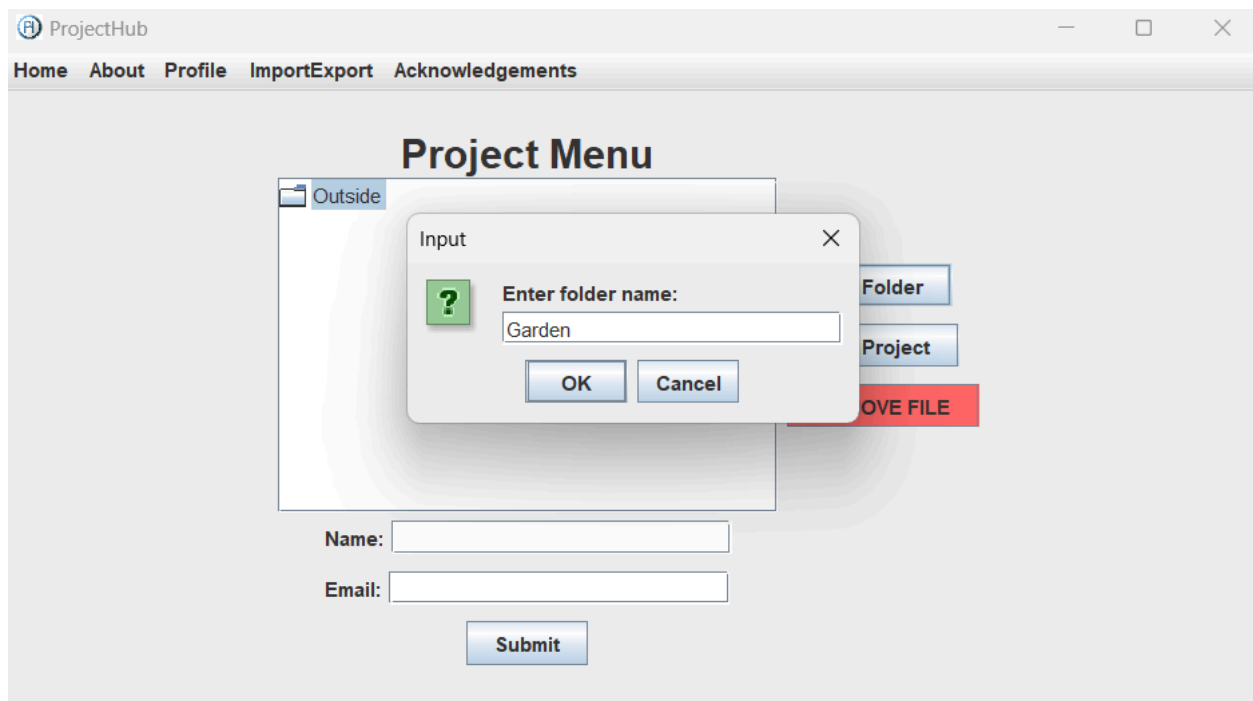 ProjectHub
Home About Profile ImportExport Acknowledgements
Project Menu
Outside
Input
Enter folder name:
Garden
OK Cancel
Folder
Project
OVE FILE
Name:
Email:
Submit